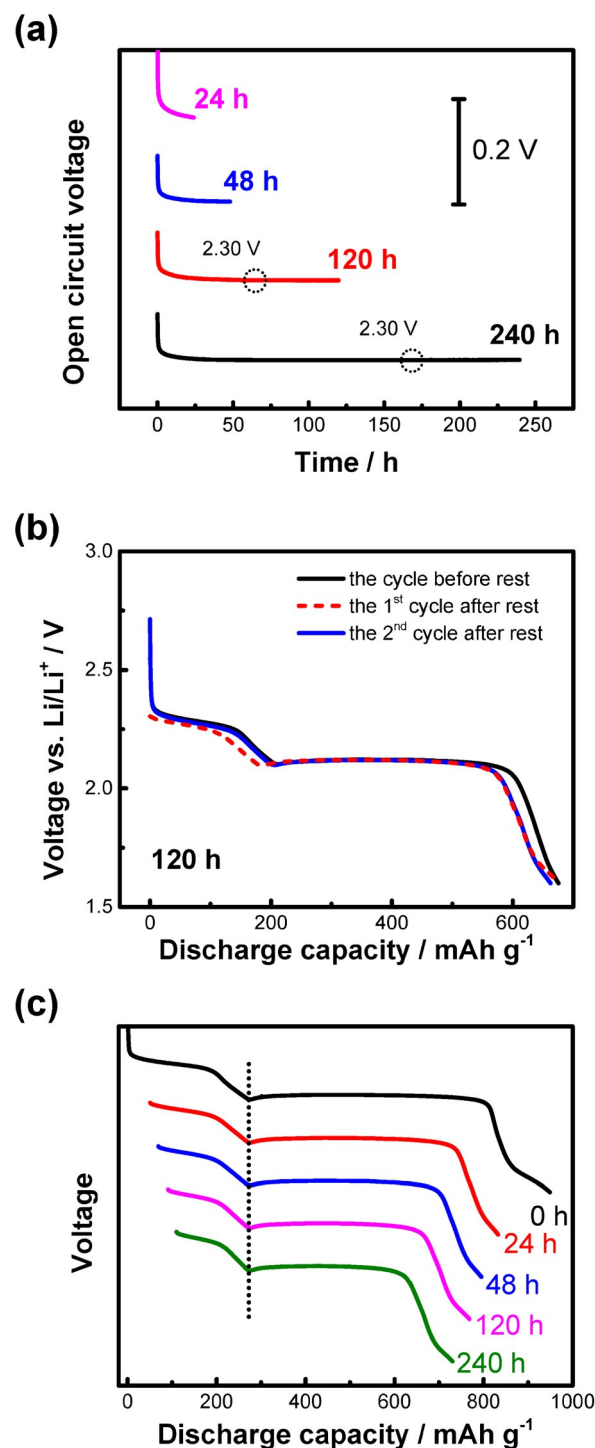 (a)
Open circuit voltage
24 h
48 h
120 h
240 h
2.30 V
2.30 V
0.2 V
0 50 100 150 200 250
Time / h
(b)
Voltage vs. Li/Li⁺ / V
3.0
2.5
2.0
1.5
the cycle before rest
the 1ˢᵗ cycle after rest
the 2ⁿᵈ cycle after rest
120 h
0 200 400 600
Discharge capacity / mAh g⁻¹
(c)
Voltage
0 h
24 h
48 h
120 h
240 h
0 200 400 600 800 1000
Discharge capacity / mAh g⁻¹